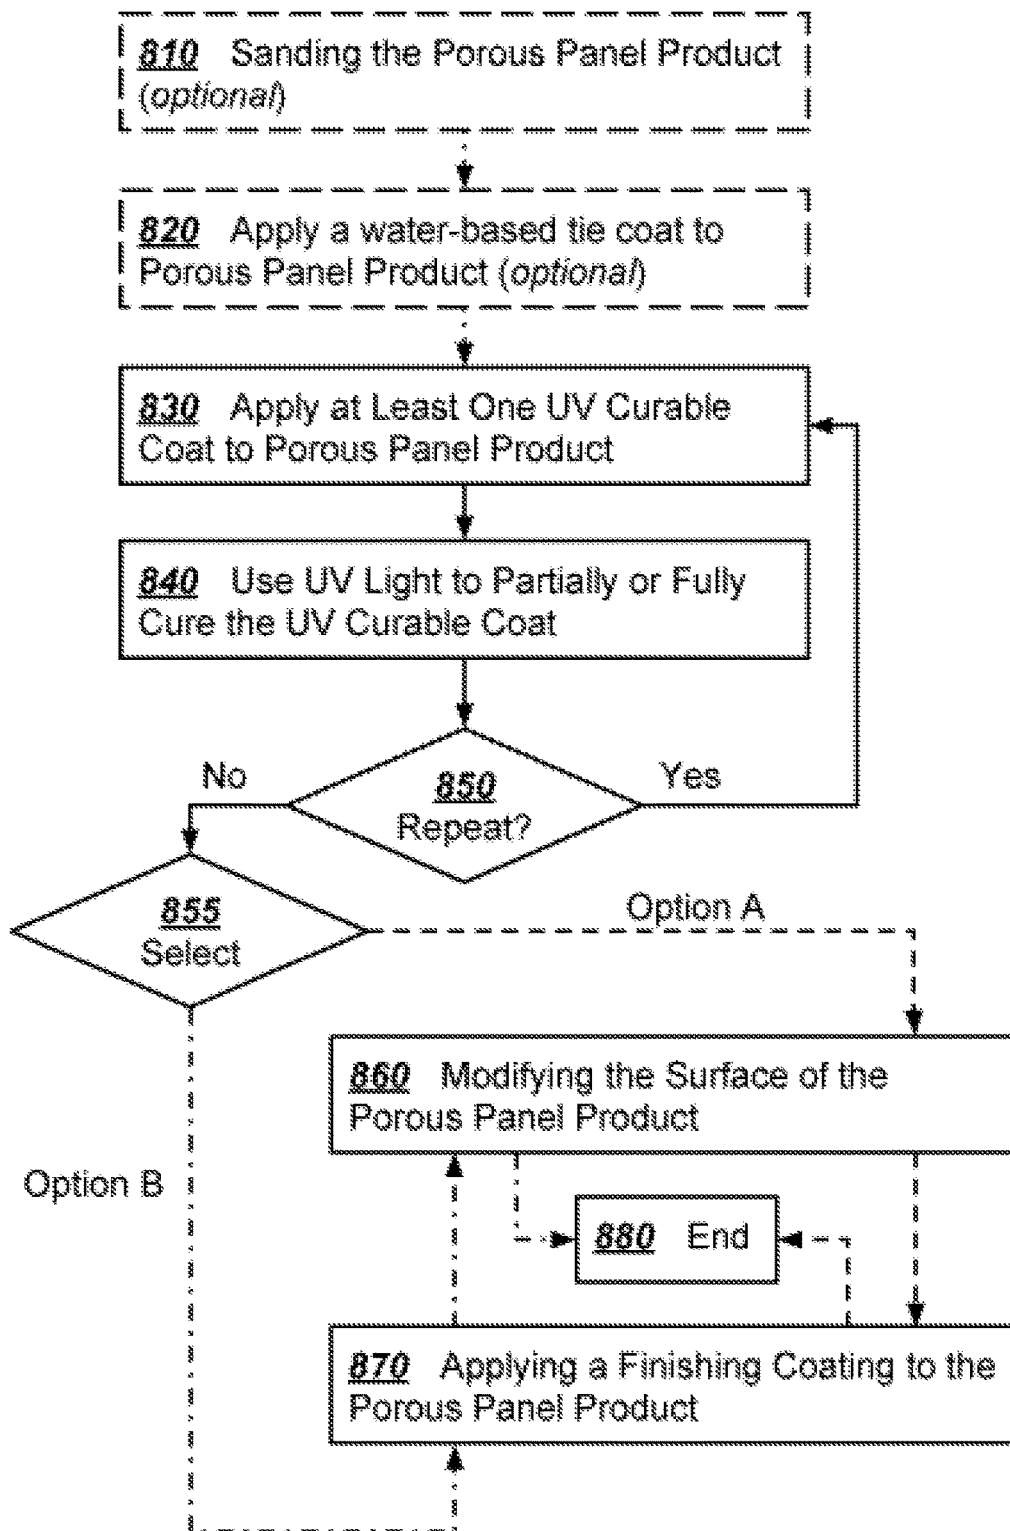 810 Sanding the Porous Panel Product
(optional)
820 Apply a water-based tie coat to
Porous Panel Product (optional)
830 Apply at Least One UV Curable
Coat to Porous Panel Product
840 Use UV Light to Partially or Fully
Cure the UV Curable Coat
No
850
Repeat?
Yes
855
Select
Option A
860 Modifying the Surface of the
Porous Panel Product
Option B
880 End
870 Applying a Finishing Coating to the
Porous Panel Product